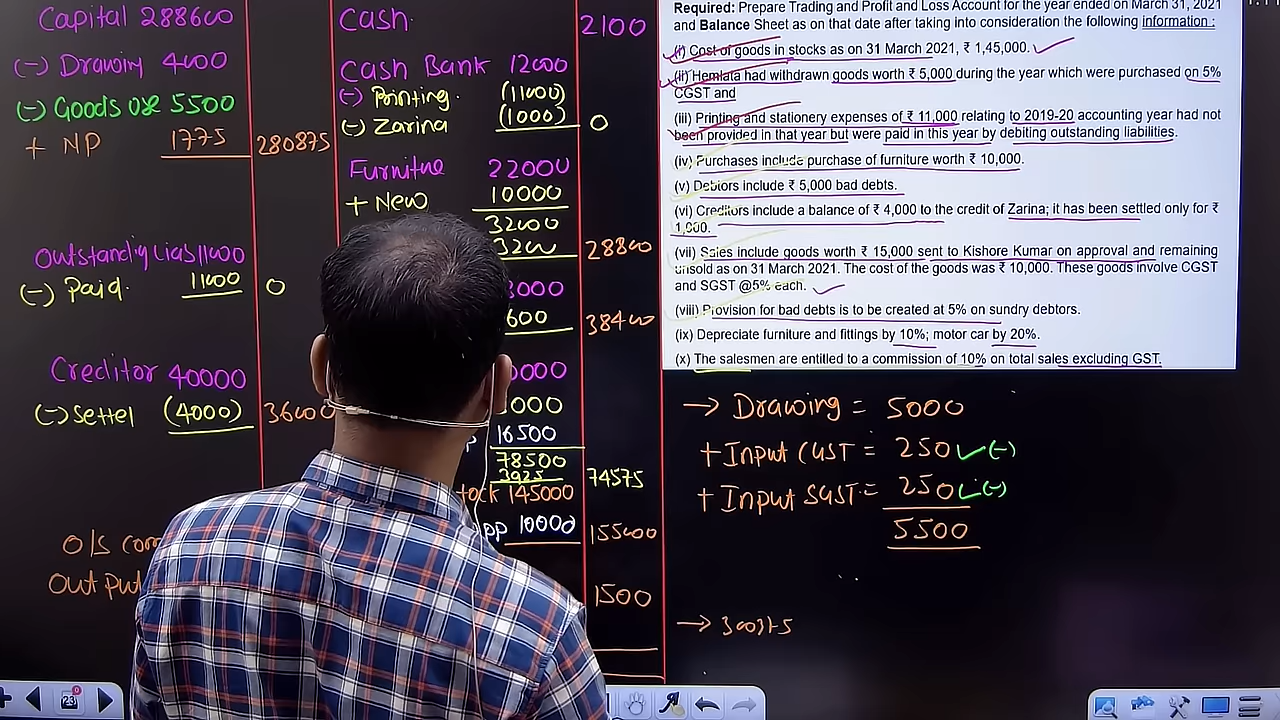 Capital 288600
(-) Drawing 4000
(-) Goods use 5500
+ NP 1775 280875
Outstanding Lias 11000
(-) Paid 11000 0
Creditor 40000
(-) Settel (4000) 36000
O/s Com
Output
Cash 2100
Cash Bank 12000
(-) Printing (11000)
(-) Zarina (1000) 0
Furniture 22000
+ New 10000
32000
3200 28800
600 38400
16500
78500
3925 74575
145000
10000 155000
1500
Required: Prepare Trading and Profit and Loss Account for the year ended on March 31, 2021
and Balance Sheet as on that date after taking into consideration the following information :
(i) Cost of goods in stocks as on 31 March 2021, ₹ 1,45,000.
(ii) Hemlata had withdrawn goods worth ₹ 5,000 during the year which were purchased on 5%
CGST and
(iii) Printing and stationery expenses of ₹ 11,000 relating to 2019-20 accounting year had not
been provided in that year but were paid in this year by debiting outstanding liabilities.
(iv) Purchases include purchase of furniture worth ₹ 10,000.
(v) Debtors include ₹ 5,000 bad debts.
(vi) Creditors include a balance of ₹ 4,000 to the credit of Zarina; it has been settled only for ₹
1,000.
(vii) Sales include goods worth ₹ 15,000 sent to Kishore Kumar on approval and remaining
unsold as on 31 March 2021. The cost of the goods was ₹ 10,000. These goods involve CGST
and SGST @5% each.
(viii) Provision for bad debts is to be created at 5% on sundry debtors.
(ix) Depreciate furniture and fittings by 10%; motor car by 20%.
(x) The salesmen are entitled to a commission of 10% on total sales excluding GST.
→ Drawing = 5000
+ Input CGST = 250 (-)
+ Input SGST = 250 (-)
5500
23